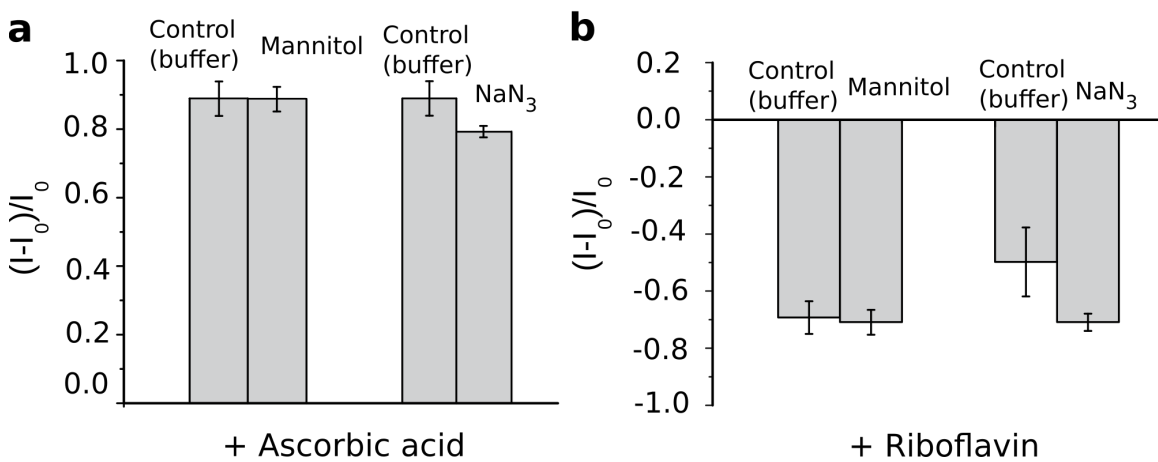 a
Control
(buffer)
Mannitol
Control
(buffer)
NaN₃
1.0
0.8
0.6
0.4
0.2
0.0
(I-I₀)/I₀
+ Ascorbic acid
b
Control
(buffer)
Mannitol
Control
(buffer)
NaN₃
0.2
0.0
-0.2
-0.4
-0.6
-0.8
-1.0
(I-I₀)/I₀
+ Riboflavin